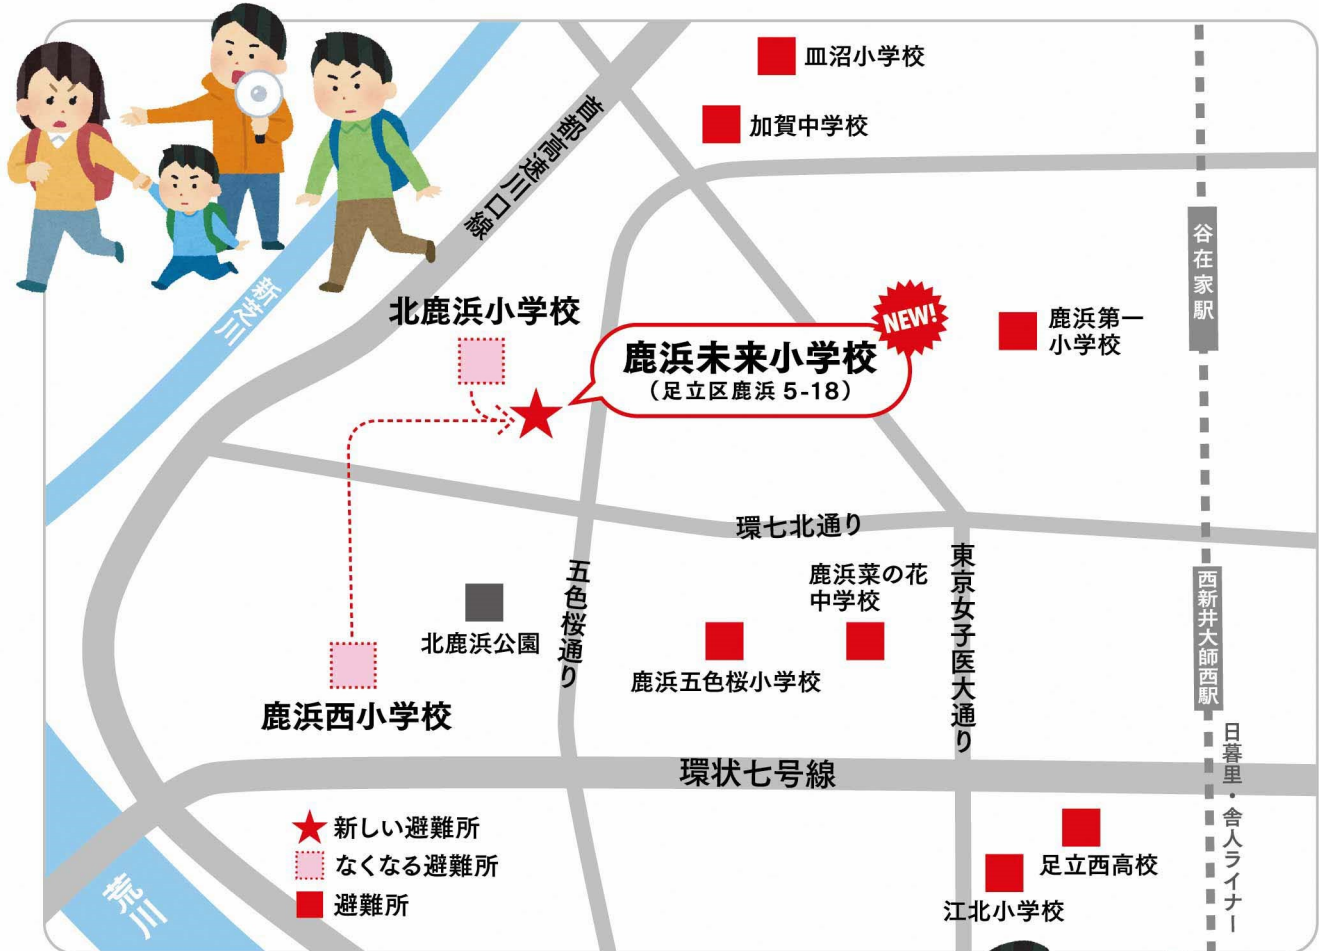 皿沼小学校
加賀中学校
首都高速川口線
新芝川
谷在家駅
北鹿浜小学校
NEW!
鹿浜未来小学校
（足立区鹿浜 5-18）
鹿浜第一
小学校
環七北通り
五色桜通り
鹿浜菜の花
中学校
東京女子医大通り
西新井大師西駅
北鹿浜公園
鹿浜五色桜小学校
鹿浜西小学校
日暮里・舎人ライナー
環状七号線
新しい避難所
なくなる避難所
避難所
足立西高校
江北小学校
荒川